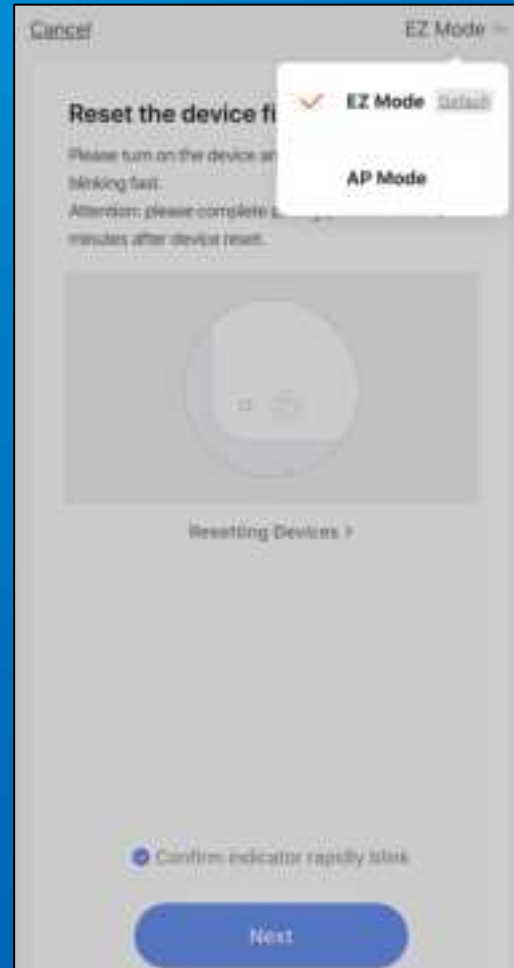 Cancel
EZ Mode
EZ Mode Default
AP Mode
Reset the device fi
Please turn on the device an
blinking fast.
Attention: please complete
minutes after device reset.
Resetting Devices >
Confirm indicator rapidly blink
Next